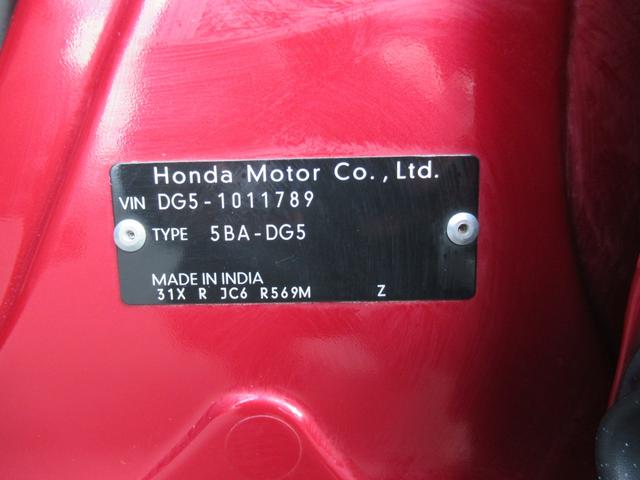 Honda Motor Co., Ltd.
VIN DG5-1011789
TYPE 5BA-DG5
MADE IN INDIA
31X R JC6 R569M Z